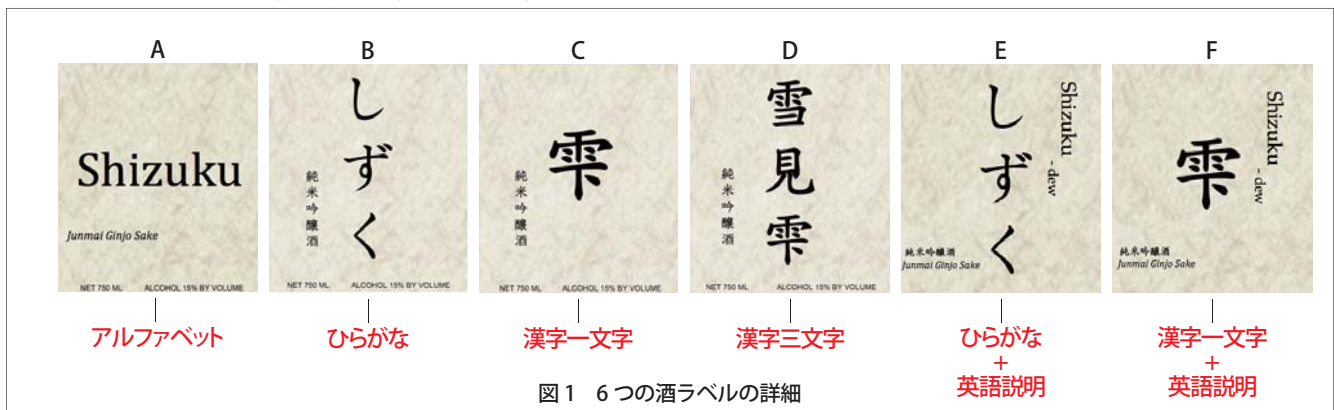 A
Shizuku
Junmai Ginjo Sake
NET 750 ML ALCOHOL 15% BY VOLUME
アルファベット
B
しずく
純米吟醸酒
NET 750 ML ALCOHOL 15% BY VOLUME
ひらがな
C
雫
純米吟醸酒
NET 750 ML ALCOHOL 15% BY VOLUME
漢字一文字
D
雪見雫
純米吟醸酒
NET 750 ML ALCOHOL 15% BY VOLUME
漢字三文字
E
Shizuku - dew
しずく
純米吟醸酒
Junmai Ginjo Sake
ひらがな
+
英語説明
F
Shizuku - dew
雫
純米吟醸酒
Junmai Ginjo Sake
漢字一文字
+
英語説明
図1 6つの酒ラベルの詳細